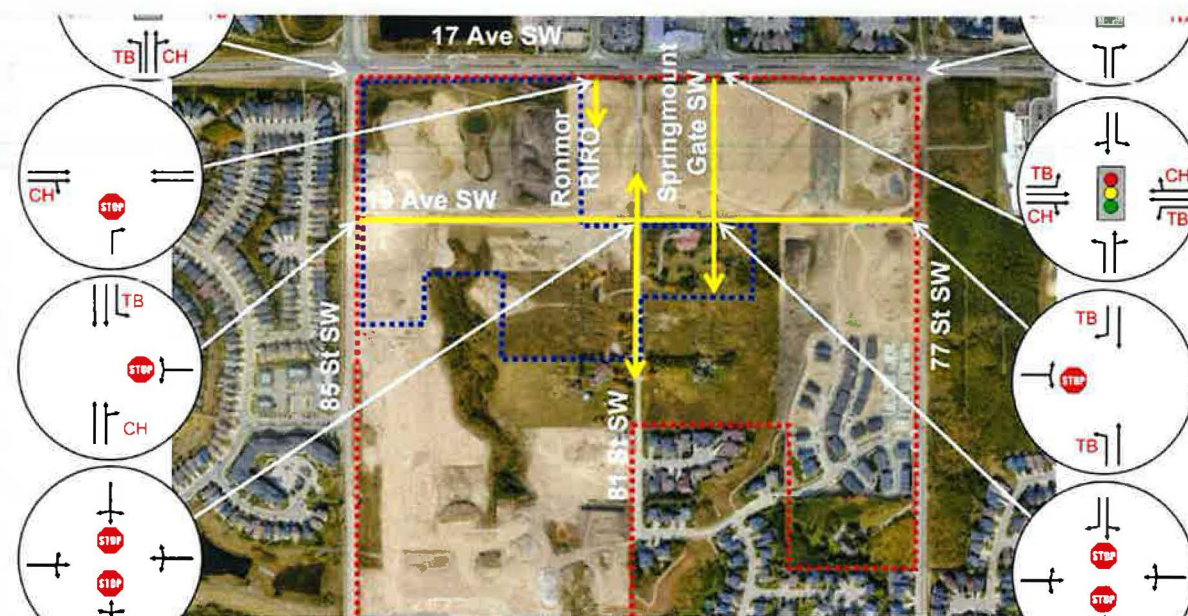 TB CH
17 Ave SW
CH
STOP
Ronmor
RIRO
Springmount
Gate SW
TB
CH
CH
TB
19 Ave SW
TB
STOP
CH
85 St SW
81 St SW
77 St SW
TB
STOP
TB
STOP
STOP
STOP
STOP